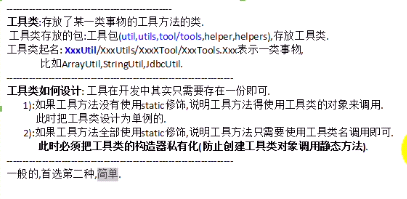 工具类:存放了某一类事物的工具方法的类.
工具类存放的包:工具包(util,utils,tool/tools,helper,helpers),存放工具类.
工具类起名: XxxUtil/XxxUtils/XxxXTool/XxxTools.Xxx表示一类事物,
比如ArrayUtil,StringUtil,JdbcUtil.
工具类如何设计: 工具在开发中其实只需要存在一份即可.
1):如果工具方法没有使用static修饰,说明工具方法得使用工具类的对象来调用.
此时把工具类设计为单例的.
2):如果工具方法全部使用static修饰,说明工具方法只需要使用工具类名调用即可.
此时必须把工具类的构造器私有化(防止创建工具类对象调用静态方法).
一般的,首选第二种,简单.